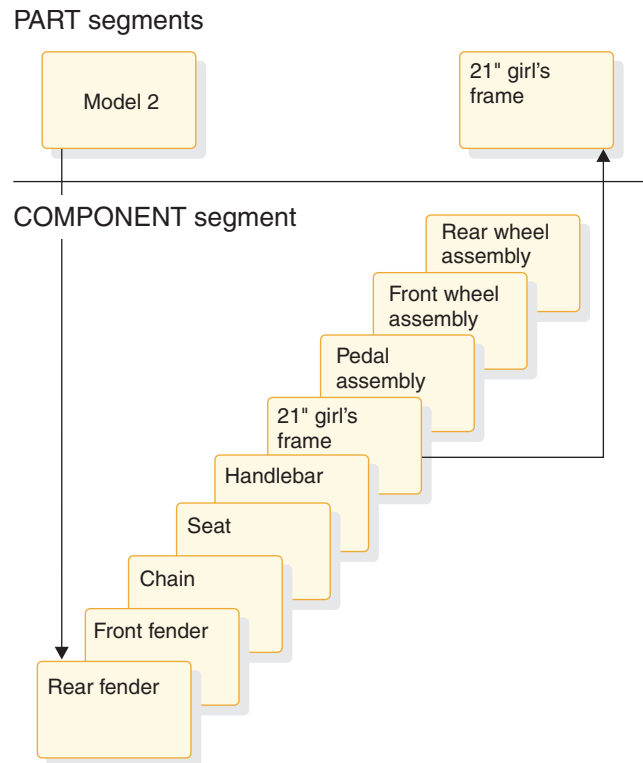 PART segments
Model 2
21" girl's
frame
COMPONENT segment
Rear wheel
assembly
Front wheel
assembly
Pedal
assembly
21" girl's
frame
Handlebar
Seat
Chain
Front fender
Rear fender